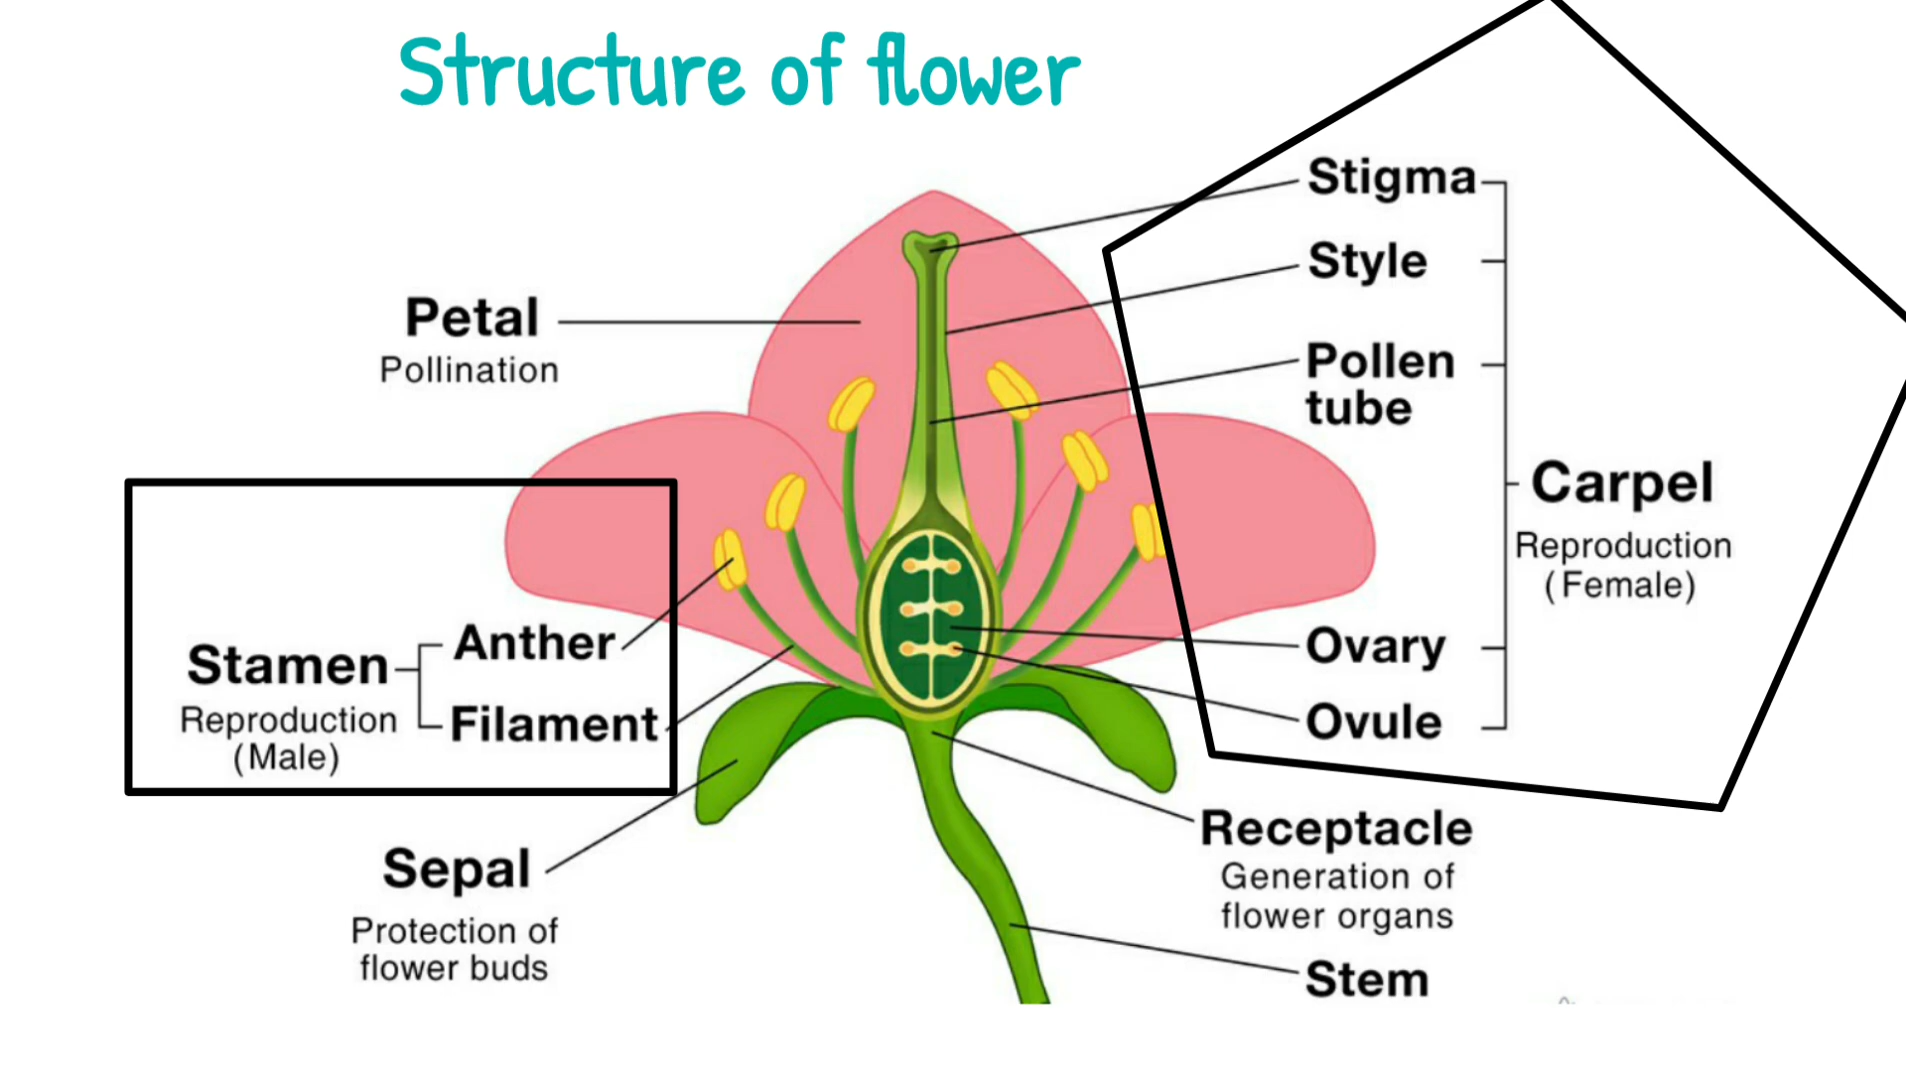 Structure of flower
Stigma
Style
Petal
Pollination
Pollen
tube
Carpel
Reproduction
(Female)
Anther
Stamen
Filament
Reproduction
(Male)
Ovary
Ovule
Receptacle
Generation of
flower organs
Sepal
Protection of
flower buds
Stem